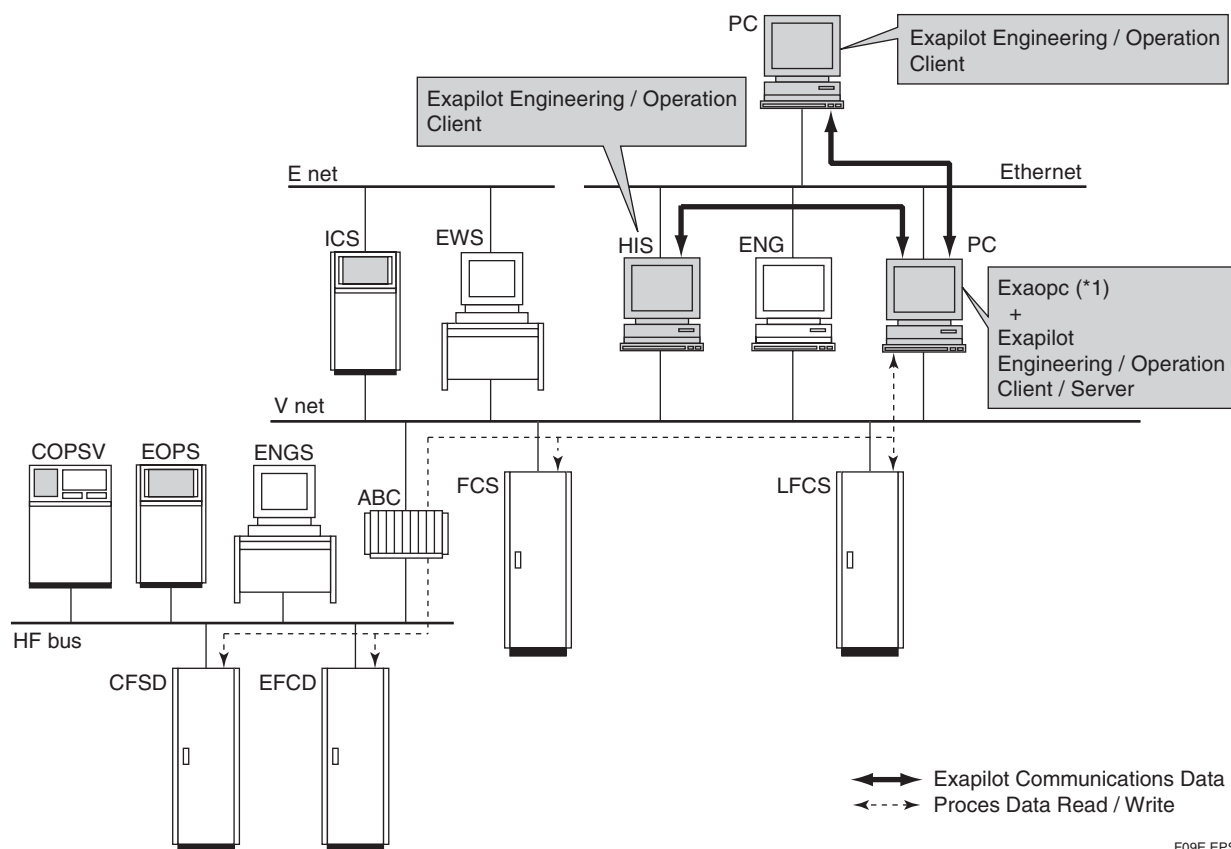 PC
Exapilot Engineering / Operation
Client
Exapilot Engineering / Operation
Client
E net
Ethernet
ICS
EWS
HIS
ENG
PC
Exaopc (*1)
+
Exapilot
Engineering / Operation
Client / Server
V net
COPSV
EOPS
ENGS
ABC
FCS
LFCS
HF bus
CFSD
EFCD
Exapilot Communications Data
Proces Data Read / Write